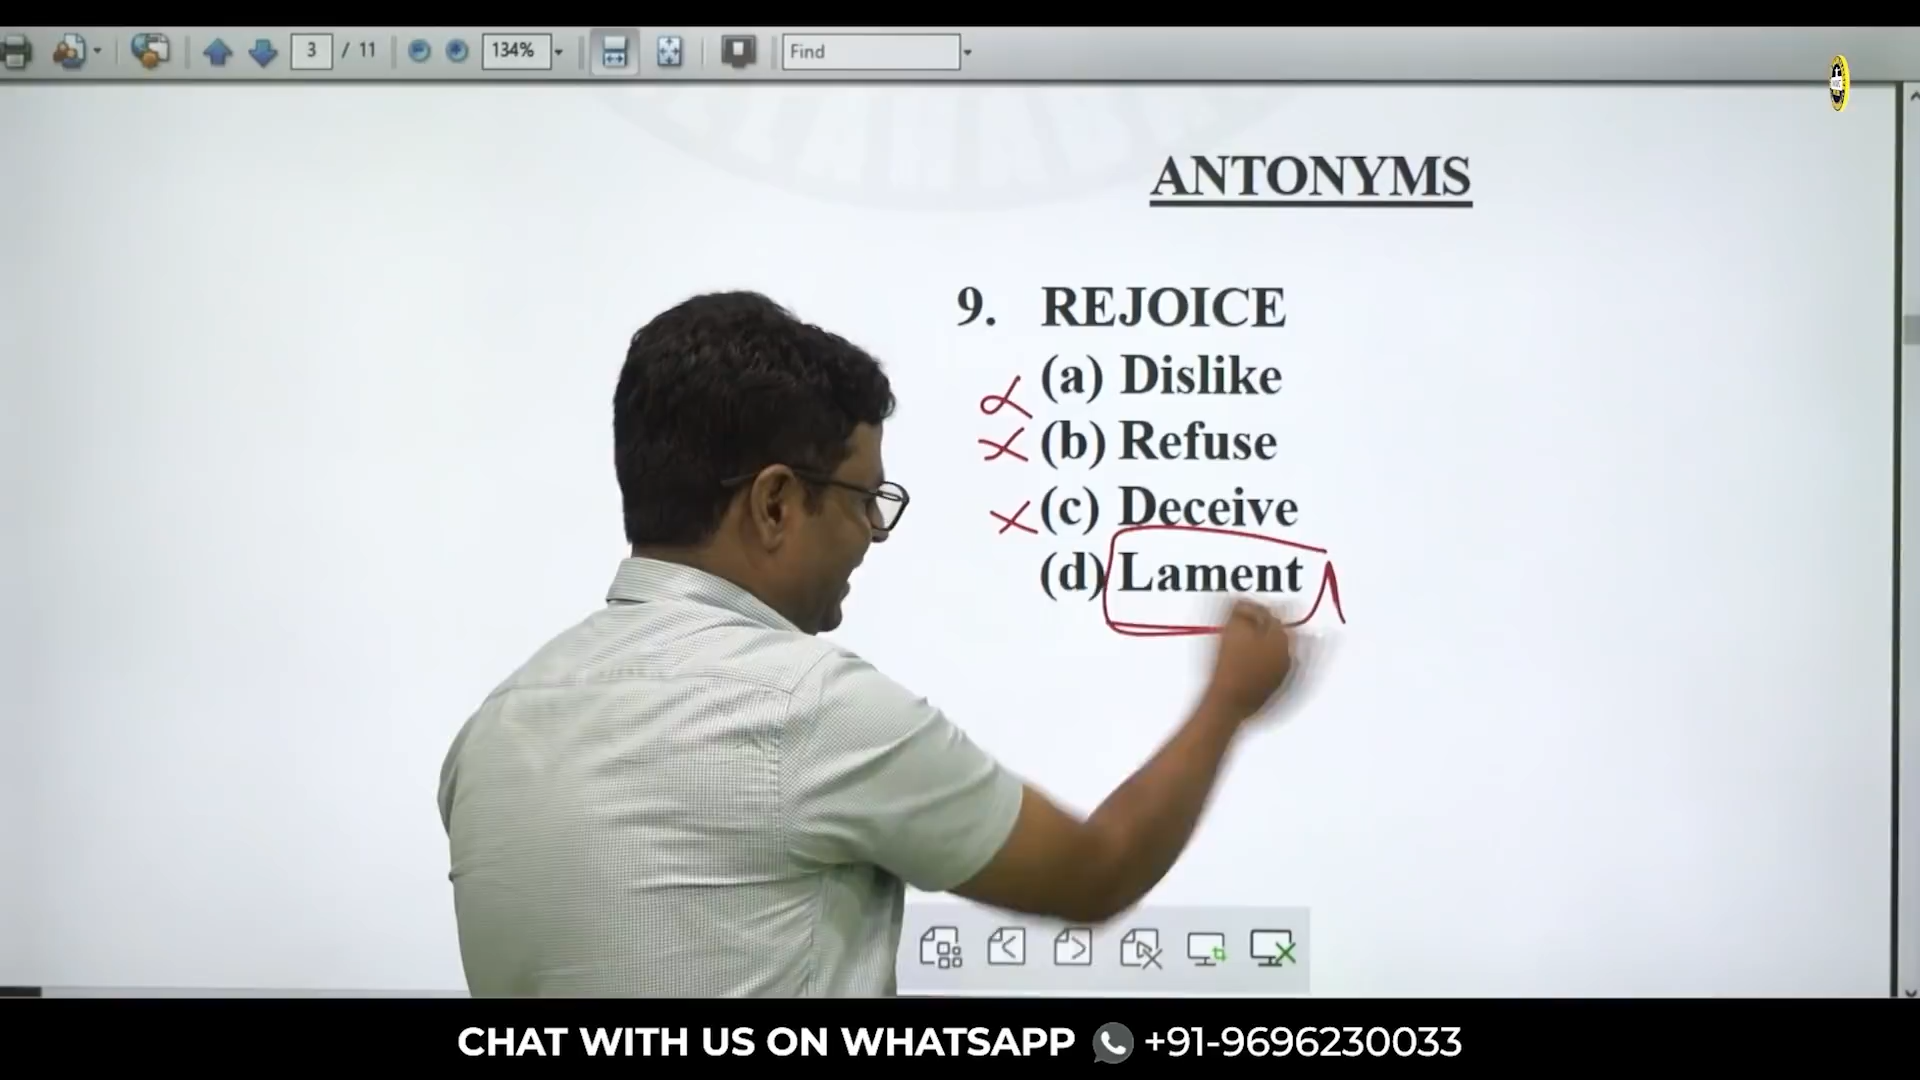 3 / 11 134% Find
ANTONYMS
9. REJOICE
(a) Dislike
(b) Refuse
(c) Deceive
(d) Lament
CHAT WITH US ON WHATSAPP +91-9696230033